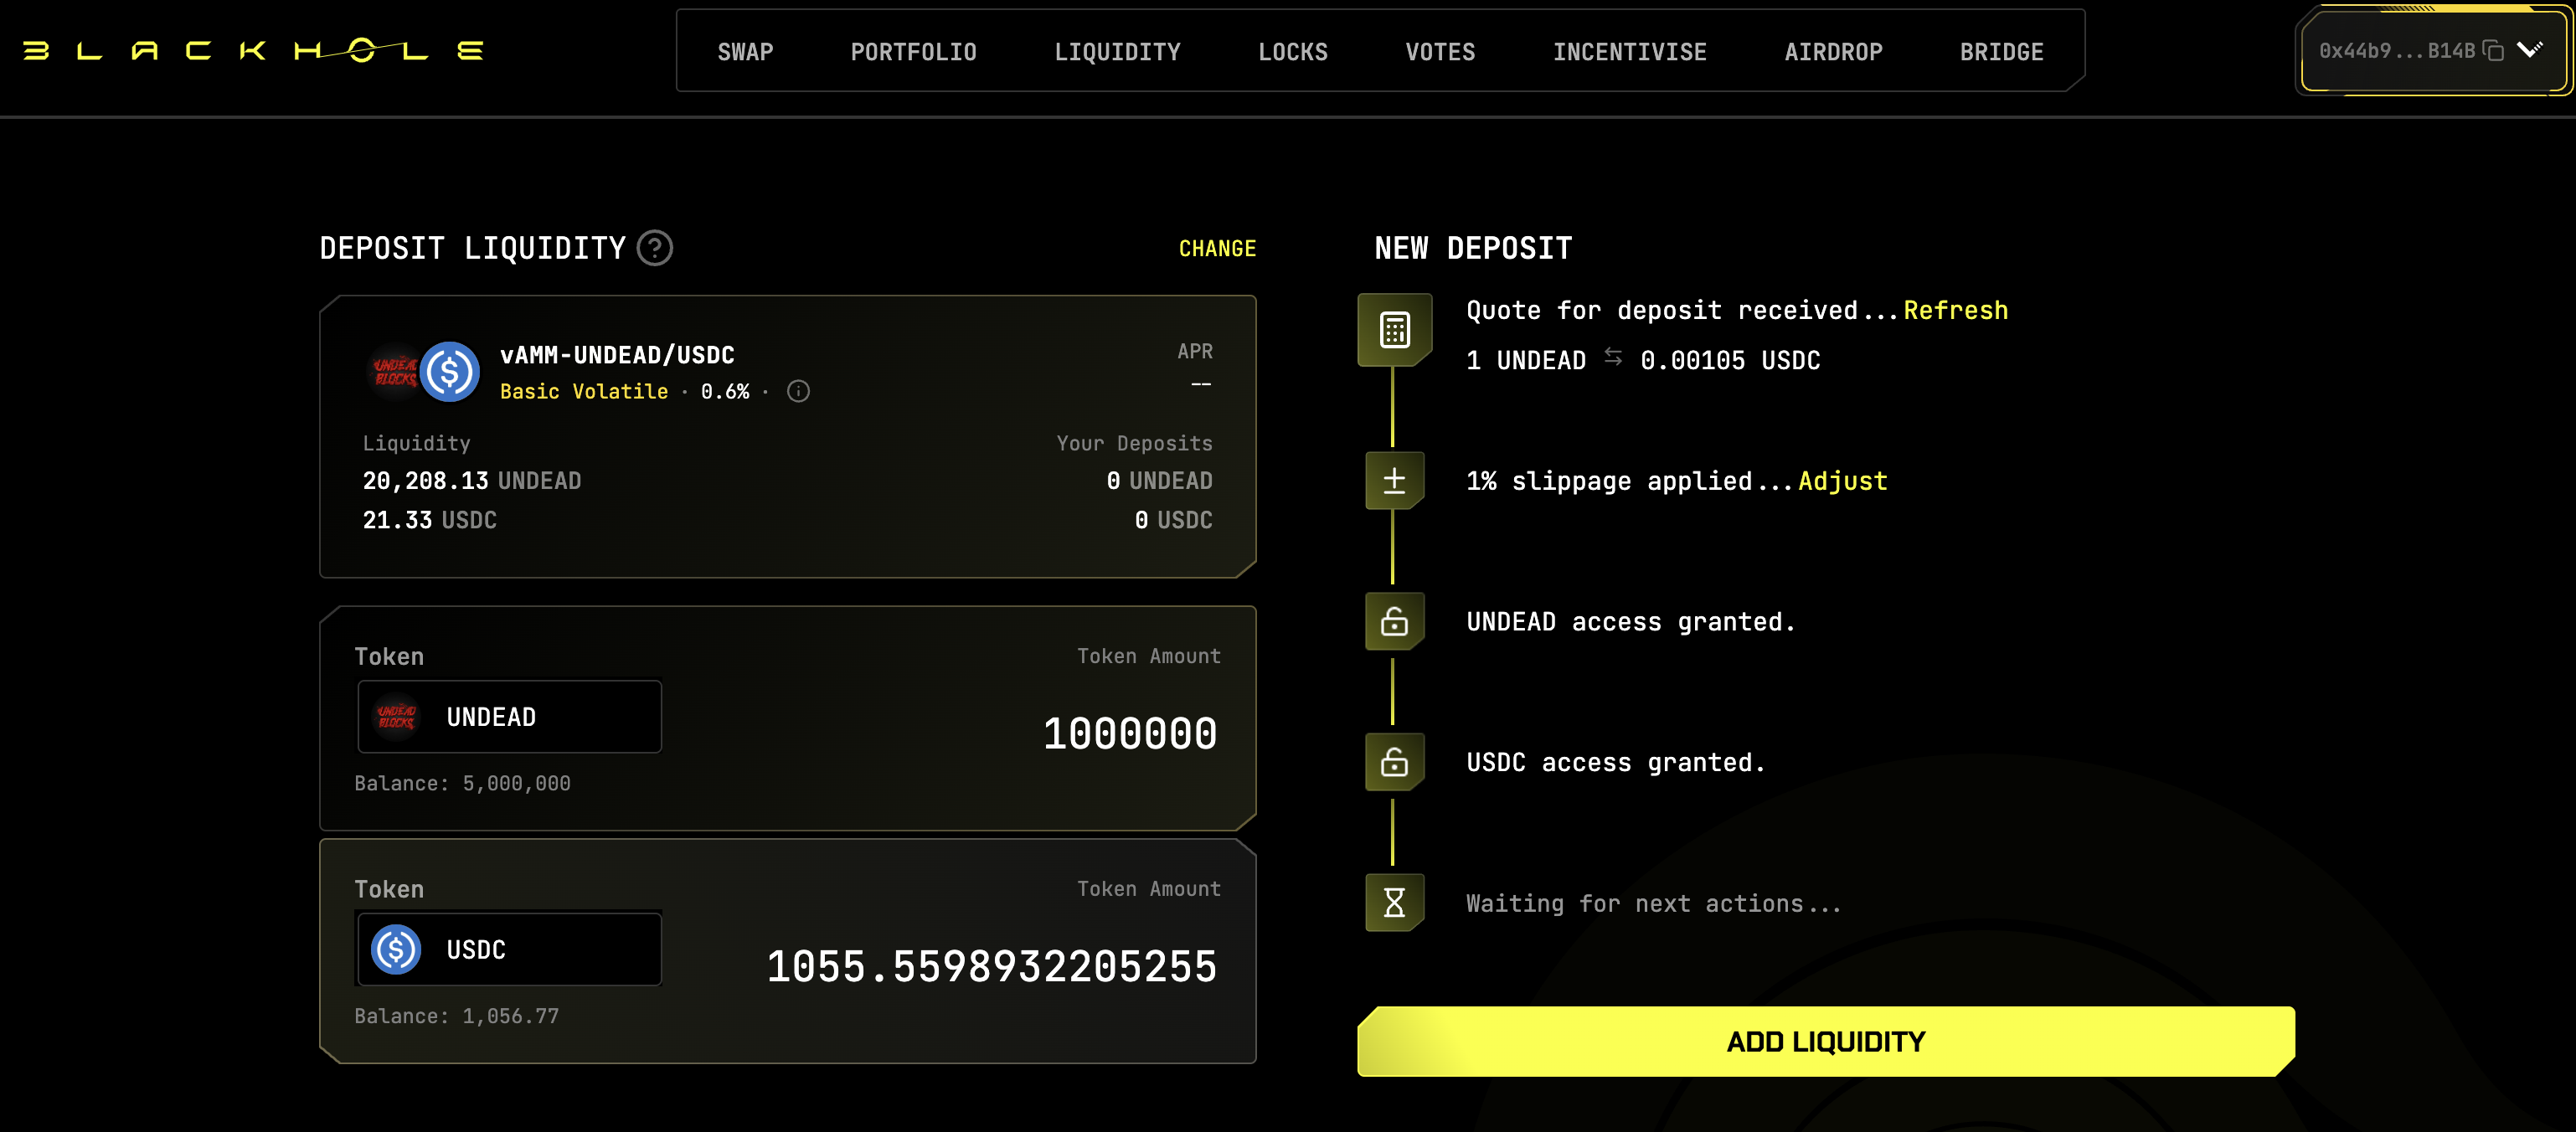 BLACKHOLE
SWAP PORTFOLIO LIQUIDITY LOCKS VOTES INCENTIVISE AIRDROP BRIDGE
0x44b9...B14B
DEPOSIT LIQUIDITY ?
CHANGE
UNDEAD BLOCKS
vAMM-UNDEAD/USDC
Basic Volatile · 0.6% ·
APR
--
Liquidity
20,208.13 UNDEAD
21.33 USDC
Your Deposits
0 UNDEAD
0 USDC
Token
Token Amount
UNDEAD BLOCKS
UNDEAD
1000000
Balance: 5,000,000
Token
Token Amount
USDC
1055.5598932205255
Balance: 1,056.77
NEW DEPOSIT
Quote for deposit received...Refresh
1 UNDEAD ⇆ 0.00105 USDC
1% slippage applied...Adjust
UNDEAD access granted.
USDC access granted.
Waiting for next actions...
ADD LIQUIDITY